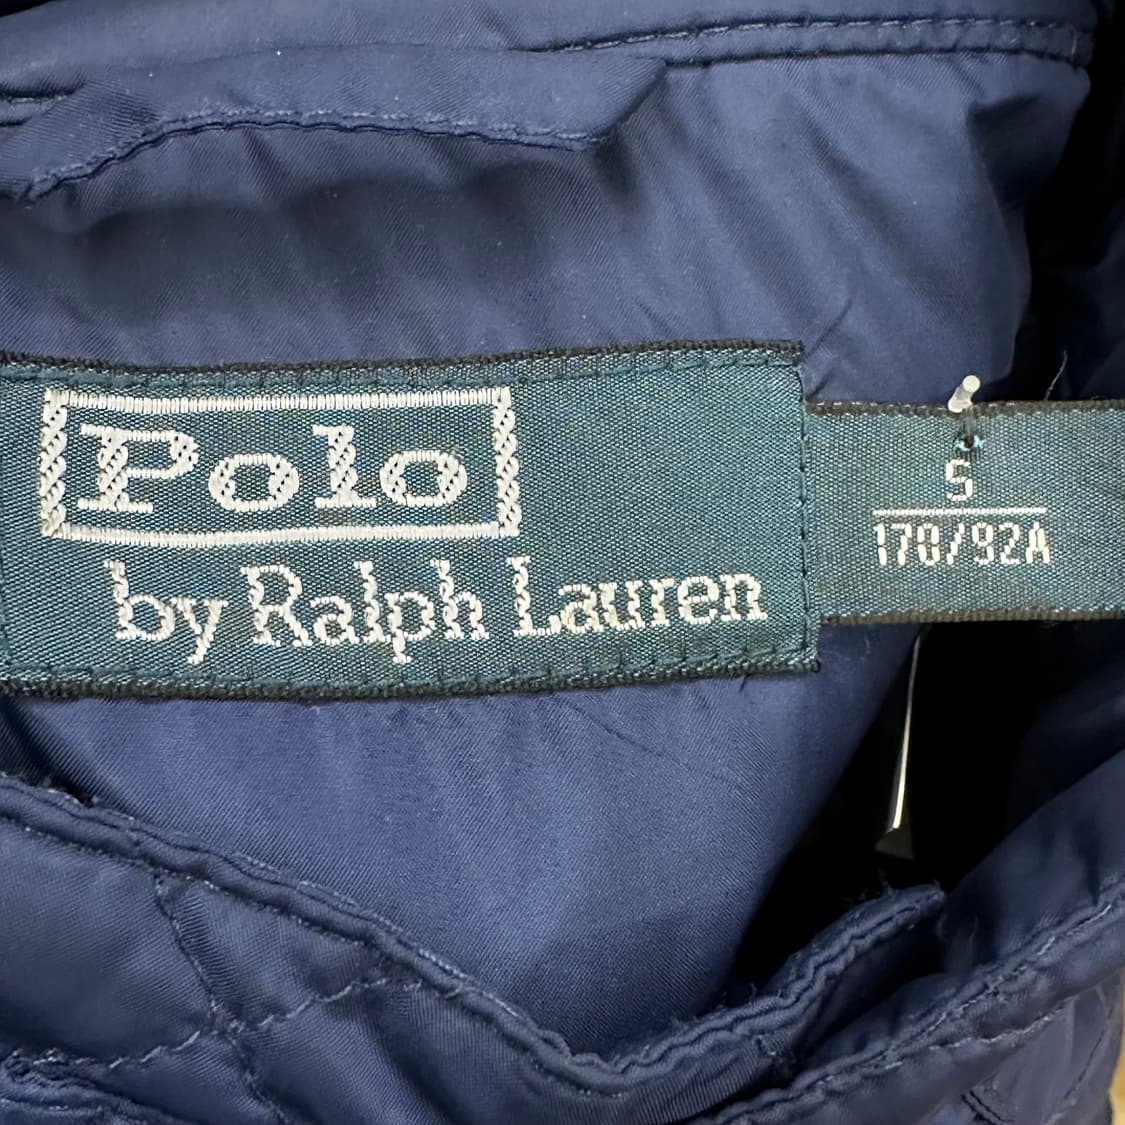 Polo
by Ralph Lauren
S
170/92A